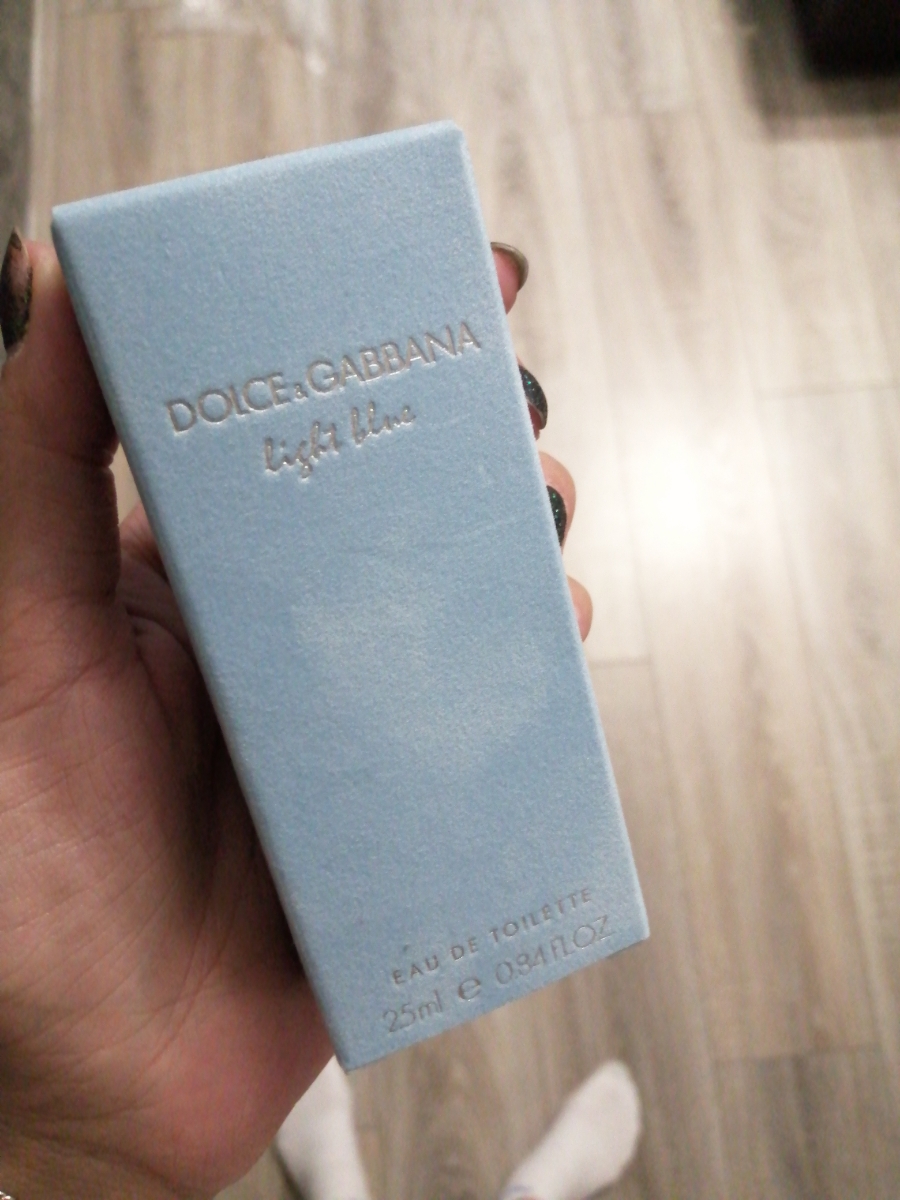 DOLCE&GABBANA
light blue
EAU DE TOILETTE
25ml e 0.84 fl.OZ